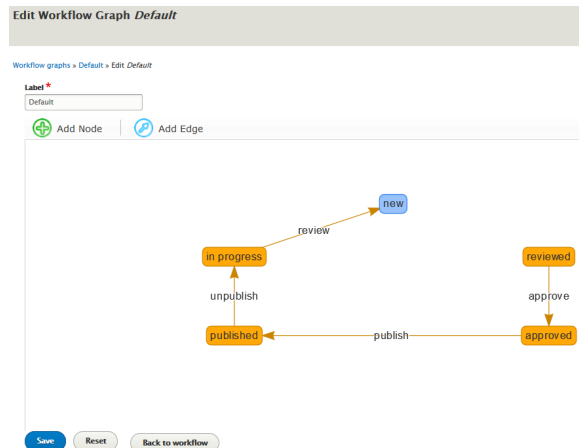 Edit Workflow Graph Default
Workflow graphs » Default » Edit Default
Label *
Default
Add Node
Add Edge
new
review
in progress
reviewed
unpublish
approve
published
publish
approved
Save
Reset
Back to workflow